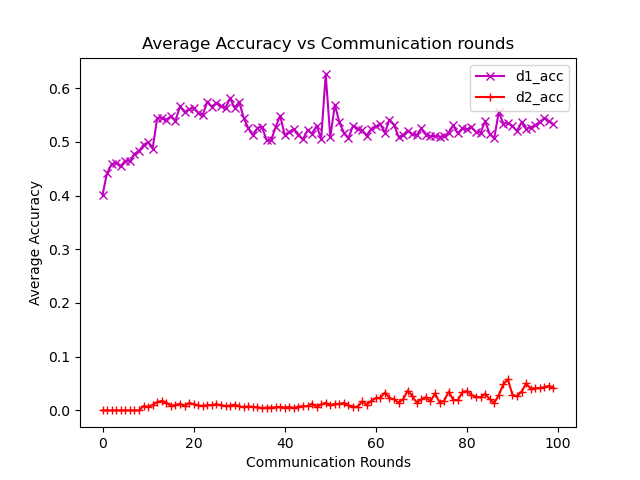 Average Accuracy vs Communication rounds
d1_acc
d2_acc
0.6
0.5
0.4
0.3
0.2
0.1
0.0
Average Accuracy
0 20 40 60 80 100
Communication Rounds